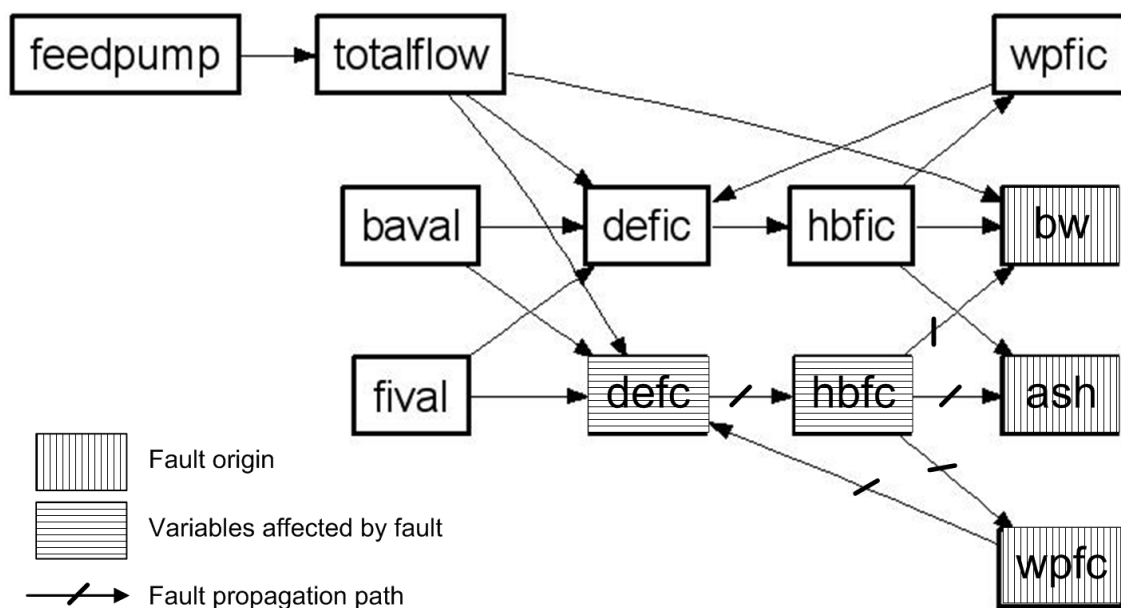 feedpump
totalflow
wpfic
baval
defic
hbfic
bw
fival
defc
hbfc
ash
wpfc
Fault origin
Variables affected by fault
Fault propagation path